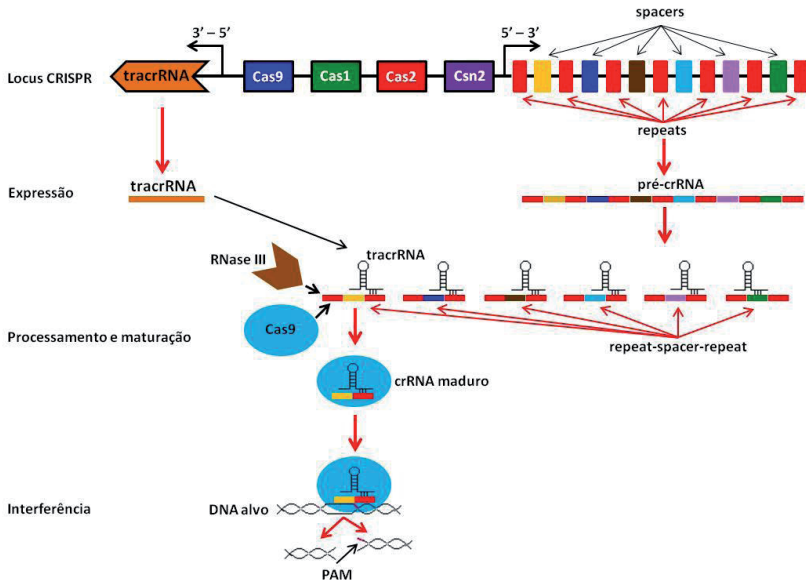 spacers
3’ – 5’
5’ – 3’
Locus CRISPR
tracrRNA
Cas9
Cas1
Cas2
Csn2
repeats
Expressão
tracrRNA
pré-crRNA
RNase III
tracrRNA
Cas9
Processamento e maturação
repeat-spacer-repeat
crRNA maduro
Interferência
DNA alvo
PAM